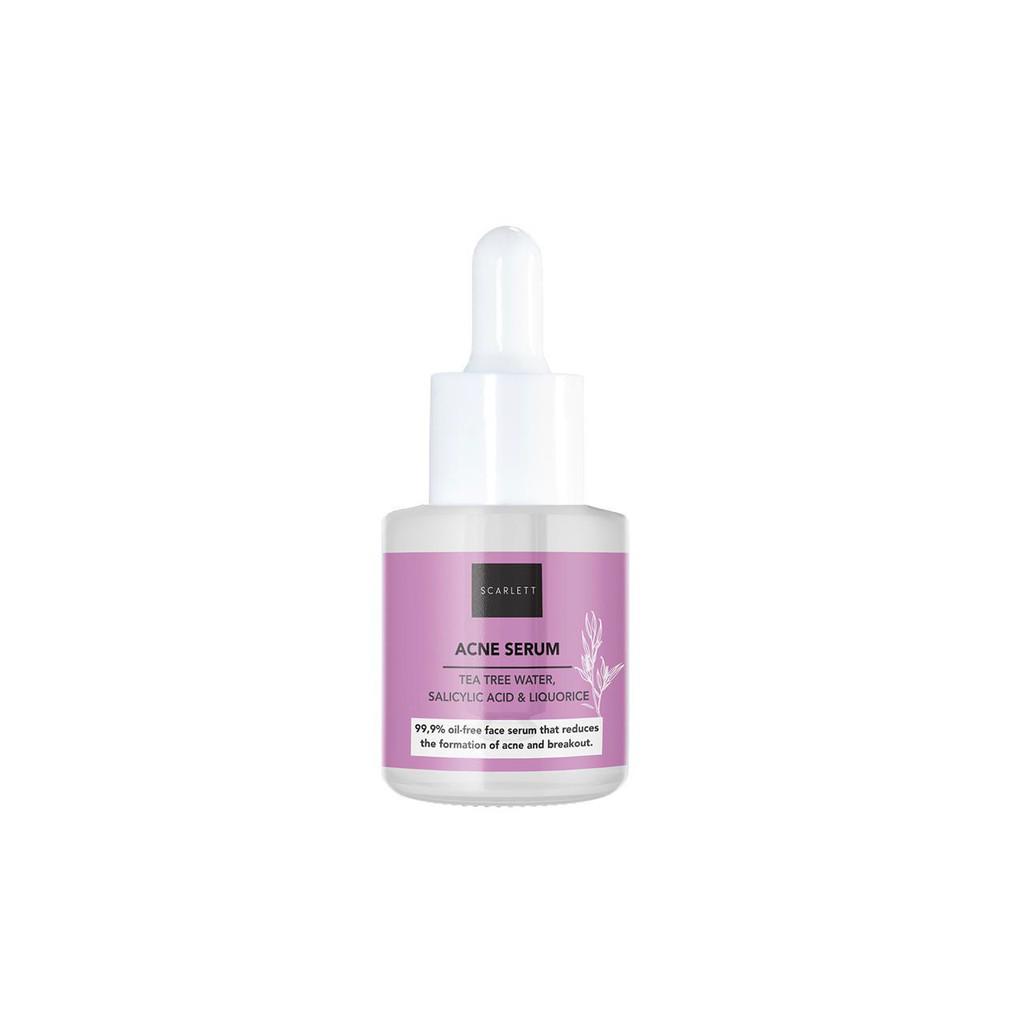 SCARLETT
ACNE SERUM
TEA TREE WATER,
SALICYLIC ACID & LIQUORICE
99,9% oil-free face serum that reduces
the formation of acne and breakout.